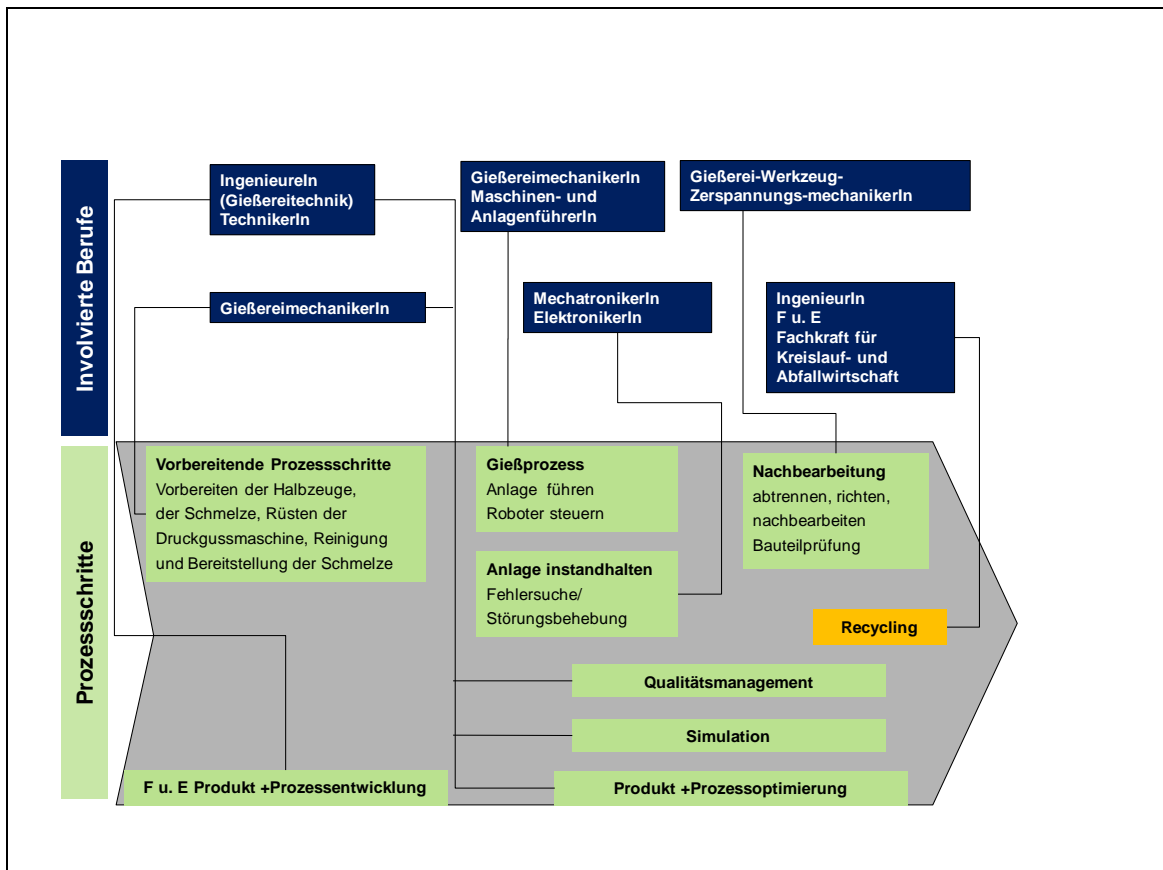 Involvierte Berufe
IngenieureIn
(Gießereitechnik)
TechnikerIn
GießereimechanikerIn
Maschinen- und
AnlagenführerIn
Gießerei-Werkzeug-
Zerspannungs-mechanikerIn
GießereimechanikerIn
MechatronikerIn
ElektronikerIn
IngenieurIn
F u. E
Fachkraft für
Kreislauf- und
Abfallwirtschaft
Prozessschritte
Vorbereitende Prozessschritte
Vorbereiten der Halbzeuge,
der Schmelze, Rüsten der
Druckgussmaschine, Reinigung
und Bereitstellung der Schmelze
Gießprozess
Anlage führen
Roboter steuern
Nachbearbeitung
abtrennen, richten,
nachbearbeiten
Bauteilprüfung
Anlage instandhalten
Fehlersuche/
Störungsbehebung
Recycling
Qualitätsmanagement
Simulation
F u. E Produkt +Prozessentwicklung
Produkt +Prozessoptimierung